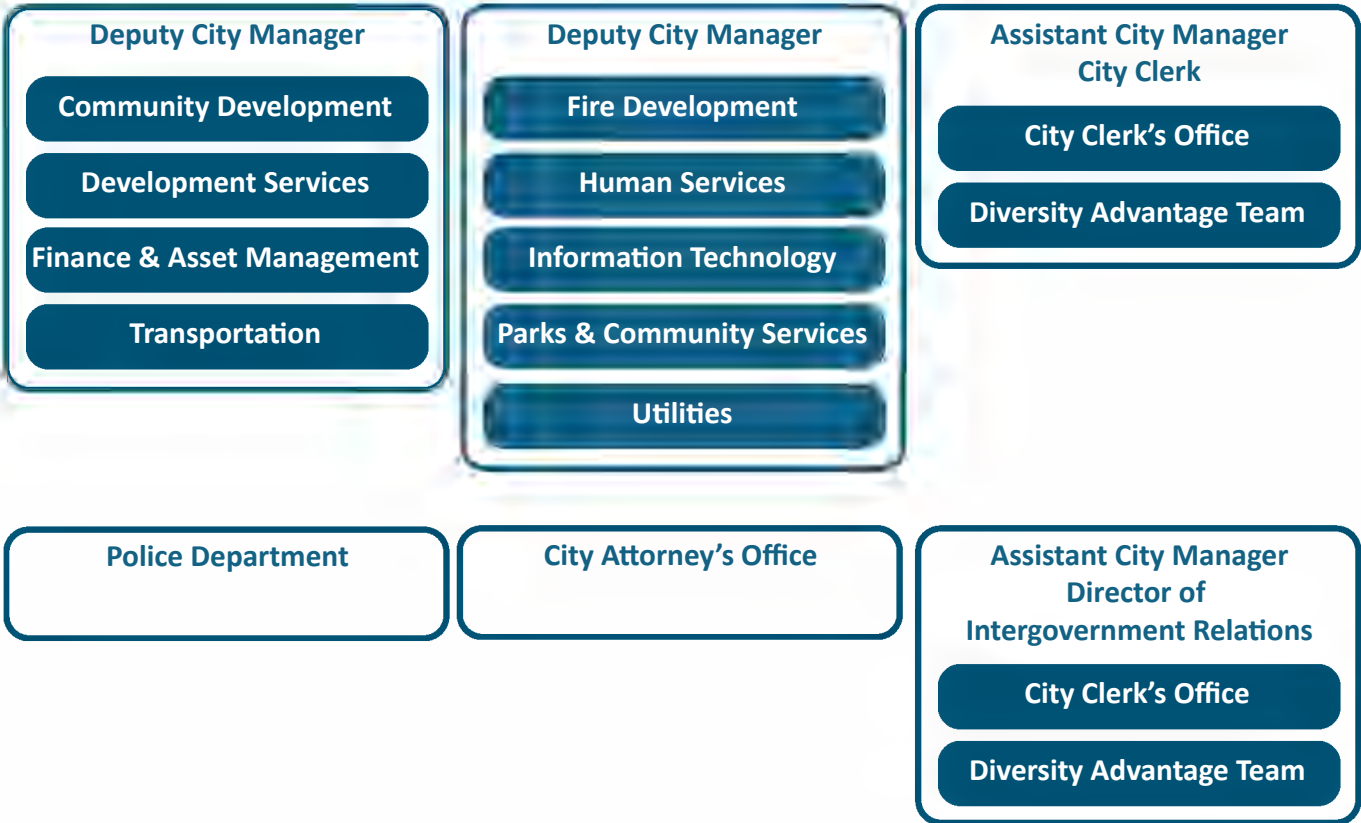 Deputy City Manager
Community Development
Development Services
Finance & Asset Management
Transportation
Deputy City Manager
Fire Development
Human Services
Information Technology
Parks & Community Services
Utilities
Assistant City Manager
City Clerk
City Clerk’s Office
Diversity Advantage Team
Police Department
City Attorney’s Office
Assistant City Manager
Director of
Intergovernment Relations
City Clerk’s Office
Diversity Advantage Team